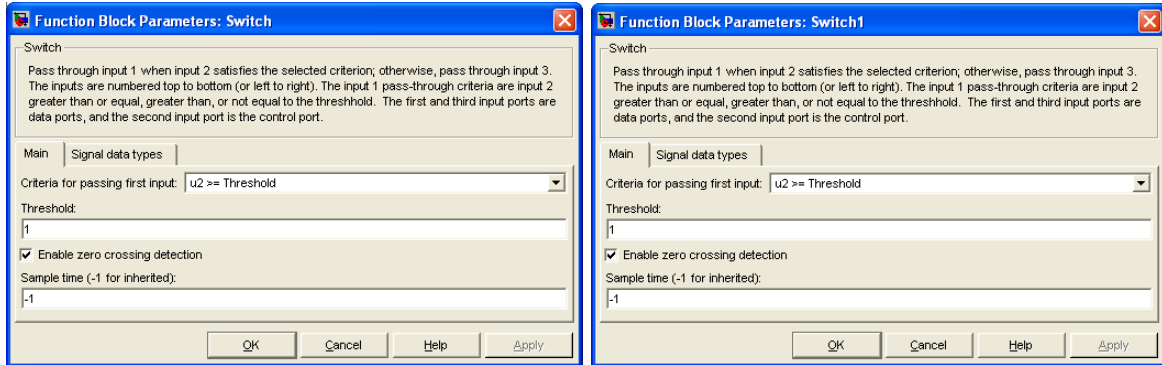 Function Block Parameters: Switch
Switch
Pass through input 1 when input 2 satisfies the selected criterion; otherwise, pass through input 3.
The inputs are numbered top to bottom (or left to right). The input 1 pass-through criteria are input 2
greater than or equal, greater than, or not equal to the threshhold. The first and third input ports are
data ports, and the second input port is the control port.
Main Signal data types
Criteria for passing first input: u2 >= Threshold
Threshold:
1
Enable zero crossing detection
Sample time (-1 for inherited):
-1
OK Cancel Help Apply
Function Block Parameters: Switch1
Switch
Pass through input 1 when input 2 satisfies the selected criterion; otherwise, pass through input 3.
The inputs are numbered top to bottom (or left to right). The input 1 pass-through criteria are input 2
greater than or equal, greater than, or not equal to the threshhold. The first and third input ports are
data ports, and the second input port is the control port.
Main Signal data types
Criteria for passing first input: u2 >= Threshold
Threshold:
1
Enable zero crossing detection
Sample time (-1 for inherited):
-1
OK Cancel Help Apply